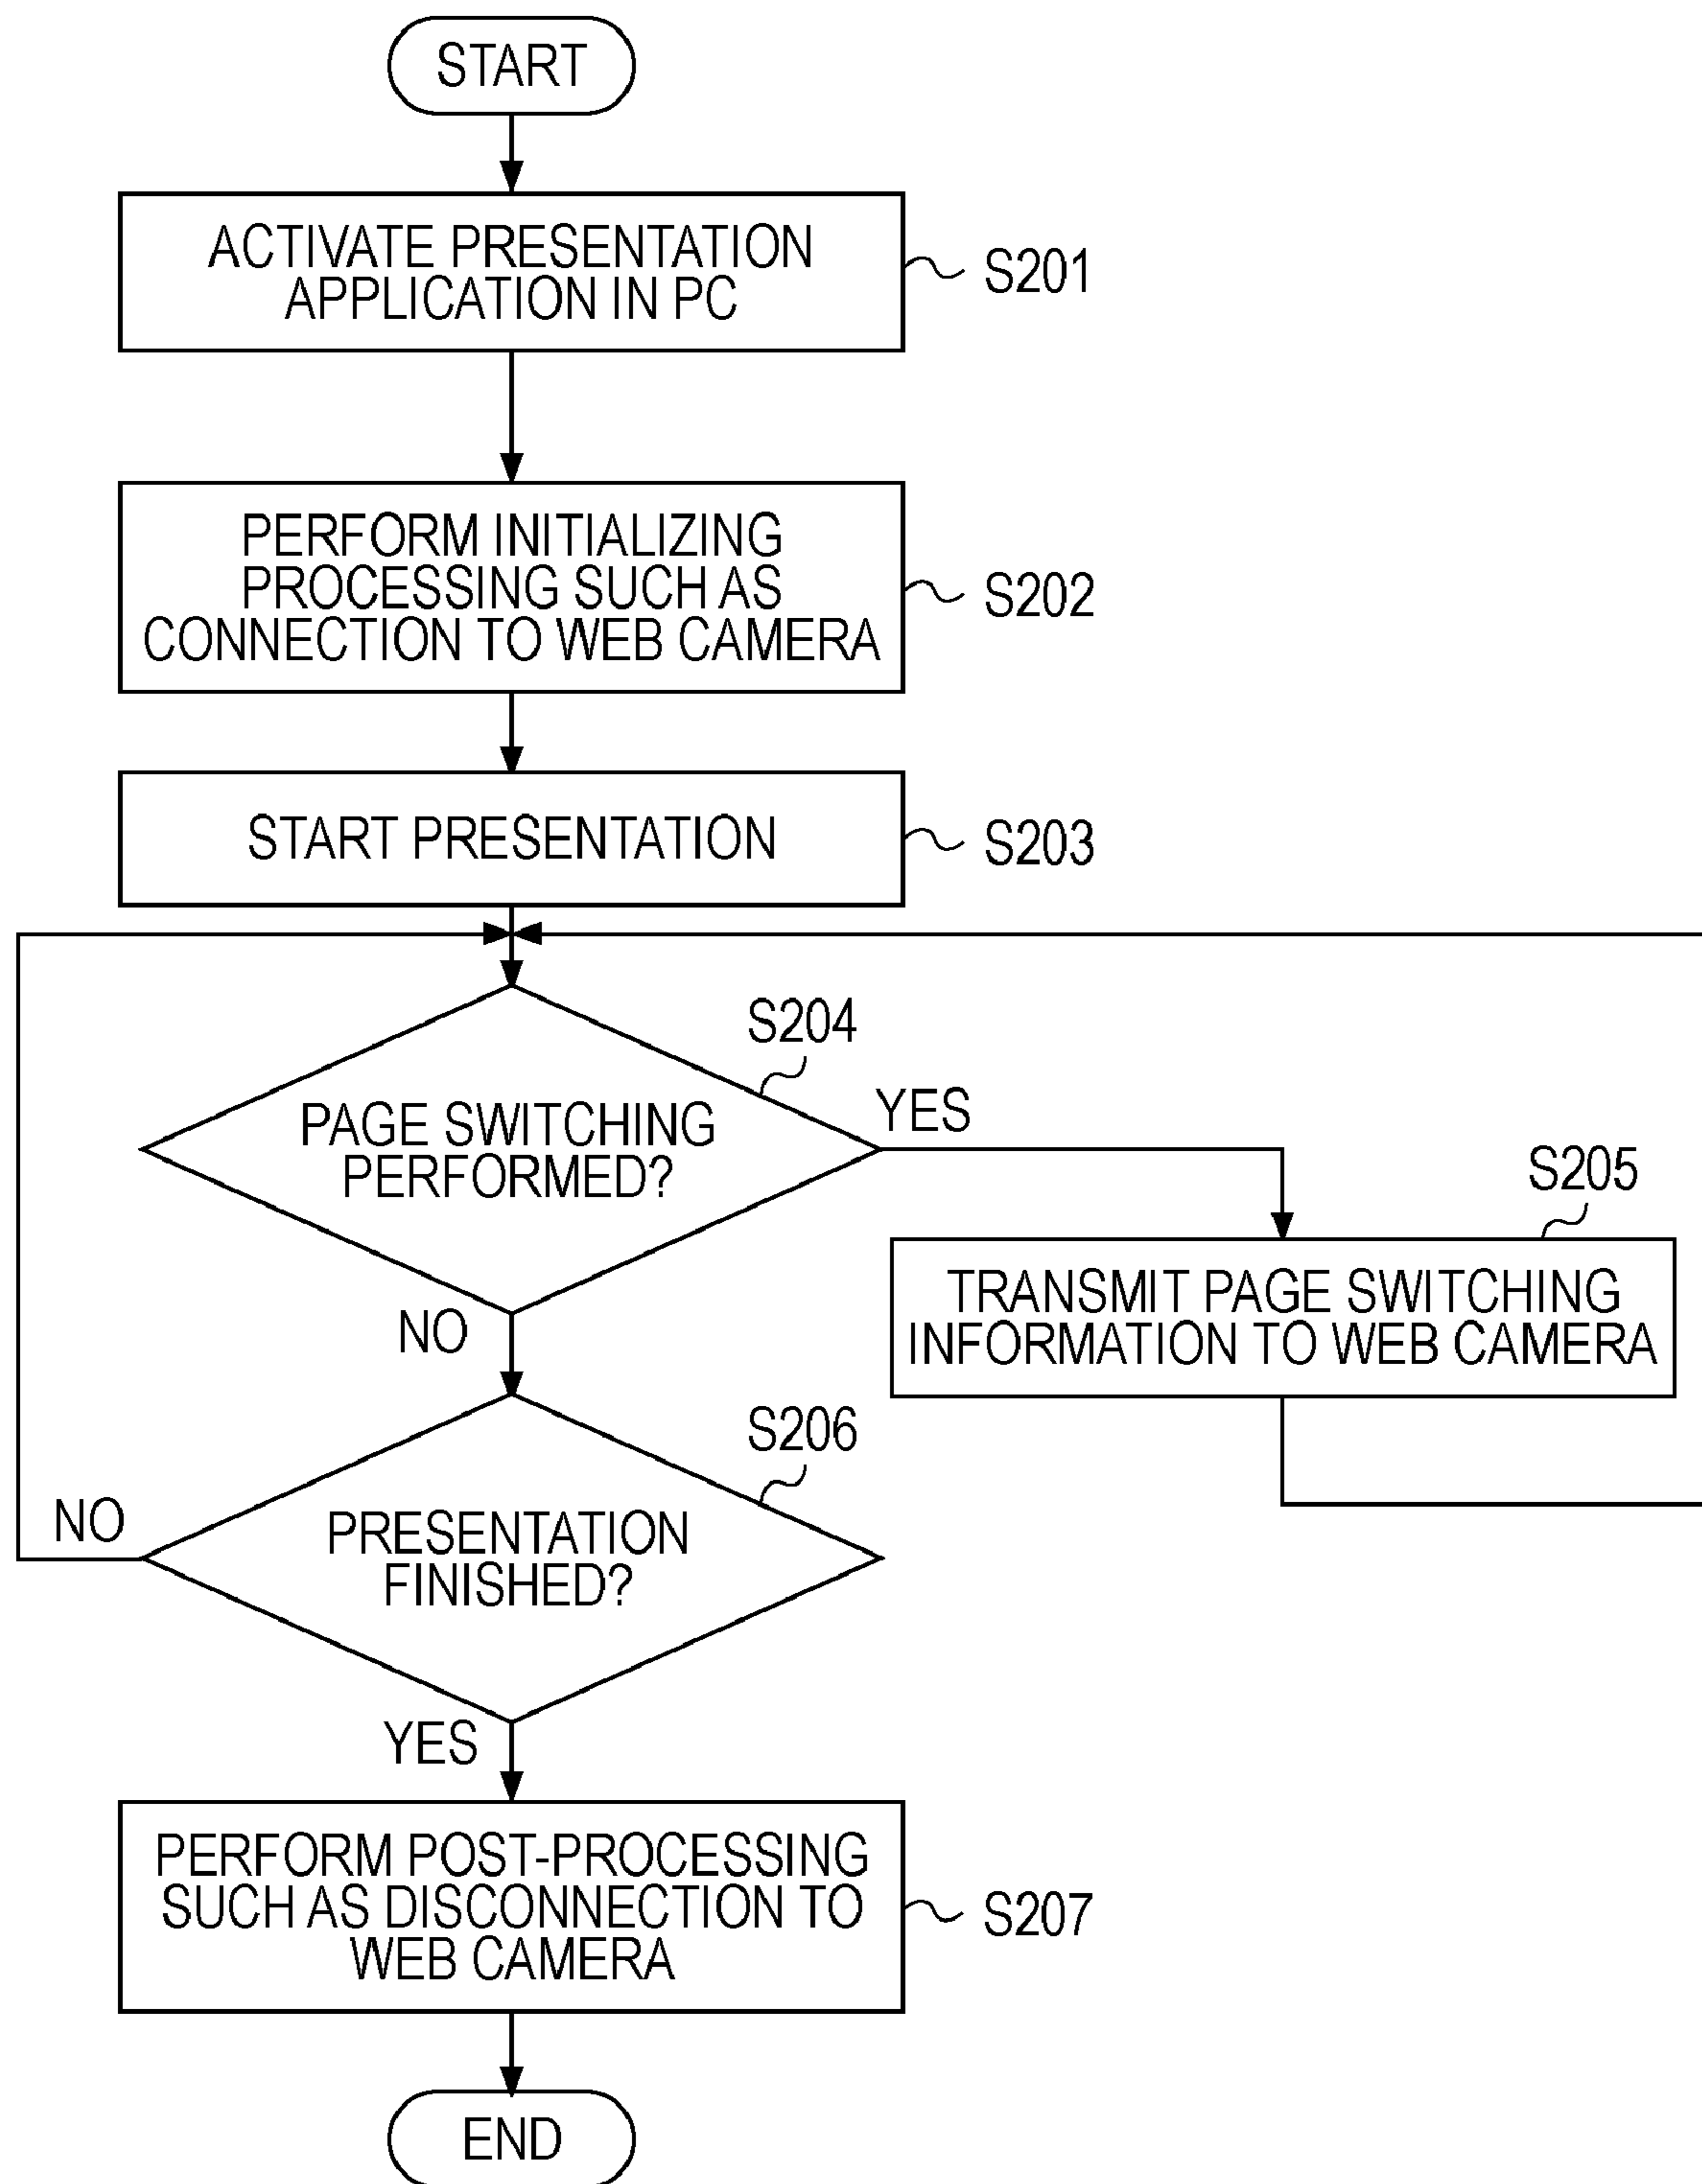 START
ACTIVATE PRESENTATION
APPLICATION IN PC
S201
PERFORM INITIALIZING
PROCESSING SUCH AS
CONNECTION TO WEB CAMERA
S202
START PRESENTATION
S203
S204
PAGE SWITCHING
PERFORMED?
YES
NO
S205
TRANSMIT PAGE SWITCHING
INFORMATION TO WEB CAMERA
S206
PRESENTATION
FINISHED?
NO
YES
PERFORM POST-PROCESSING
SUCH AS DISCONNECTION TO
WEB CAMERA
S207
END